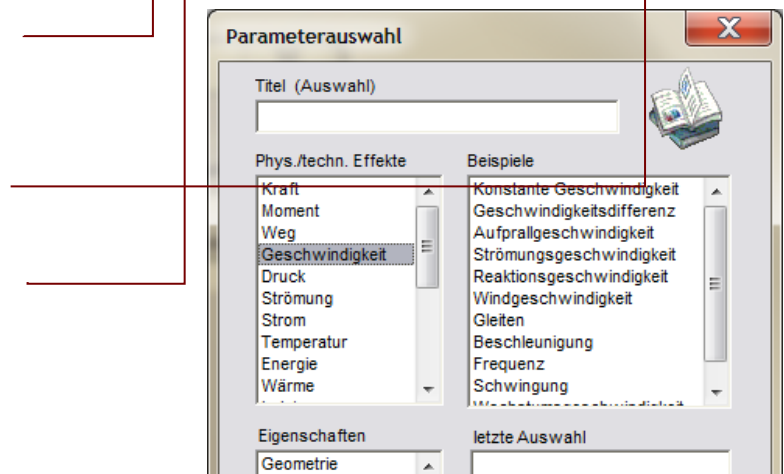 Parameterauswahl
Titel (Auswahl)
Phys./techn. Effekte
Kraft
Moment
Weg
Geschwindigkeit
Druck
Strömung
Strom
Temperatur
Energie
Wärme
Beispiele
Konstante Geschwindigkeit
Geschwindigkeitsdifferenz
Aufprallgeschwindigkeit
Strömungsgeschwindigkeit
Reaktionsgeschwindigkeit
Windgeschwindigkeit
Gleiten
Beschleunigung
Frequenz
Schwingung
Wachstumsgeschwindigkeit
Eigenschaften
Geometrie
letzte Auswahl